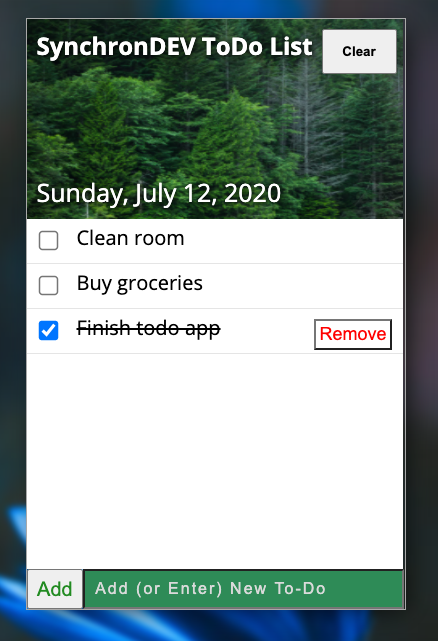 SynchronDEV ToDo List
Clear
Sunday, July 12, 2020
Clean room
Buy groceries
Finish todo app
Remove
Add
Add (or Enter) New To-Do